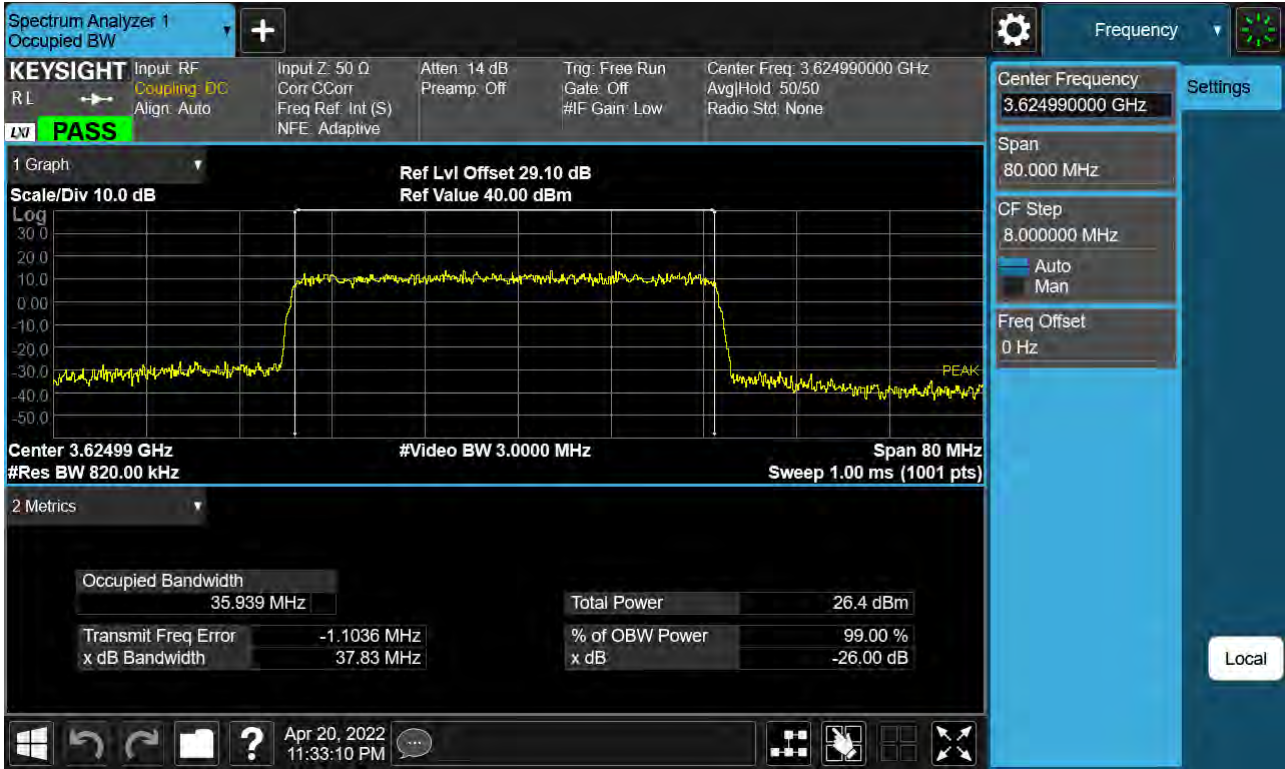 Spectrum Analyzer 1
Occupied BW
Frequency
KEYSIGHT
RL
LXI
PASS
Input: RF
Coupling: DC
Align: Auto
Input Z: 50 Ω
Corr CCorr
Freq Ref: Int (S)
NFE: Adaptive
Atten: 14 dB
Preamp: Off
Trig: Free Run
Gate: Off
#IF Gain: Low
Center Freq: 3.624990000 GHz
Avg|Hold: 50/50
Radio Std: None
1 Graph
Scale/Div 10.0 dB
Ref Lvl Offset 29.10 dB
Ref Value 40.00 dBm
Log
30.0
20.0
10.0
0.00
-10.0
-20.0
-30.0
-40.0
-50.0
PEAK
Center 3.62499 GHz
#Video BW 3.0000 MHz
Span 80 MHz
#Res BW 820.00 kHz
Sweep 1.00 ms (1001 pts)
2 Metrics
Occupied Bandwidth
35.939 MHz
Total Power 26.4 dBm
Transmit Freq Error -1.1036 MHz
% of OBW Power 99.00 %
x dB Bandwidth 37.83 MHz
x dB -26.00 dB
Center Frequency
3.624990000 GHz
Settings
Span
80.000 MHz
CF Step
8.000000 MHz
Auto
Man
Freq Offset
0 Hz
Local
?
Apr 20, 2022
11:33:10 PM